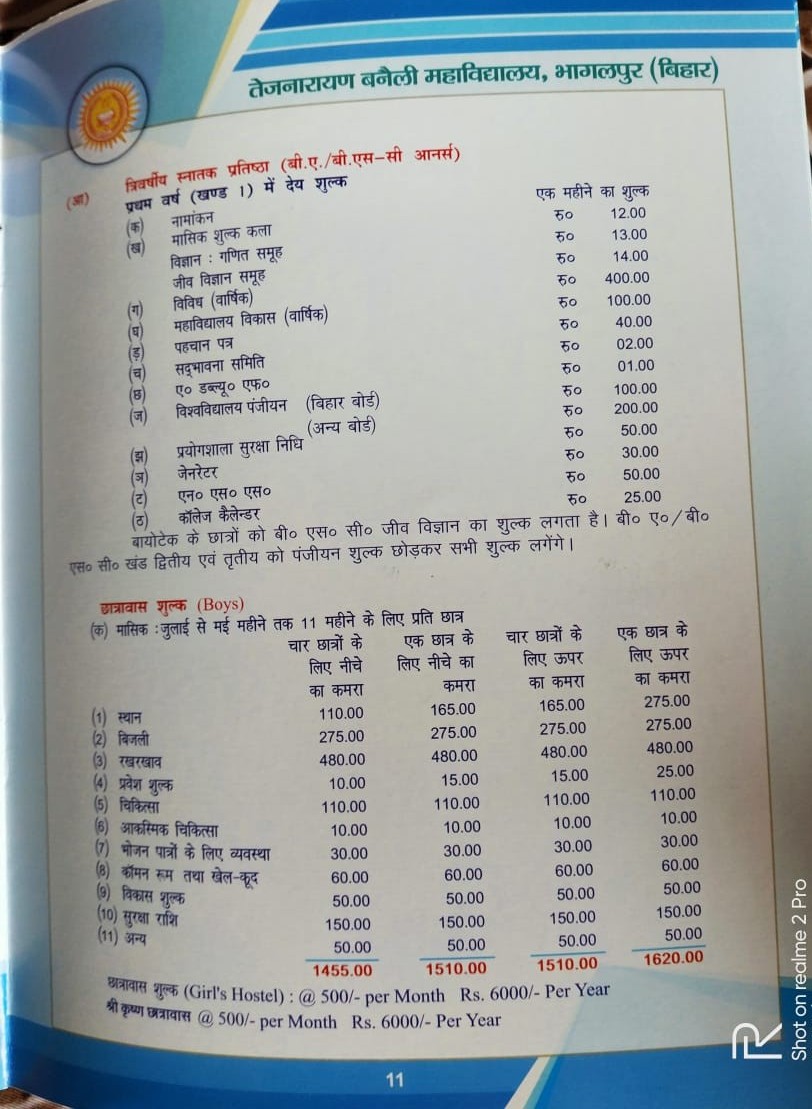 तेजनारायण बनैली महाविद्यालय, भागलपुर (बिहार)
(आ) त्रिवर्षीय स्नातक प्रतिष्ठा (बी.ए./बी.एस-सी आनर्स)
प्रथम वर्ष (खण्ड 1) में देय शुल्क एक महीने का शुल्क
(क) नामांकन रु० 12.00
(ख) मासिक शुल्क कला रु० 13.00
विज्ञान : गणित समूह रु० 14.00
जीव विज्ञान समूह रु० 400.00
(ग) विविध (वार्षिक) रु० 100.00
(घ) महाविद्यालय विकास (वार्षिक) रु० 40.00
(ड़) पहचान पत्र रु० 02.00
(च) सद्भावना समिति रु० 01.00
(छ) ए० डब्ल्यू० एफ० रु० 100.00
(ज) विश्वविद्यालय पंजीयन (बिहार बोर्ड) रु० 200.00
(अन्य बोर्ड) रु० 50.00
(झ) प्रयोगशाला सुरक्षा निधि रु० 30.00
(ञ) जेनरेटर रु० 50.00
(ट) एन० एस० एस० रु० 25.00
(ठ) कॉलेज कैलेन्डर
बायोटेक के छात्रों को बी० एस० सी० जीव विज्ञान का शुल्क लगता है। बी० ए०/बी०
एस० सी० खंड द्वितीय एवं तृतीय को पंजीयन शुल्क छोड़कर सभी शुल्क लगेंगे।
छात्रावास शुल्क (Boys)
(क) मासिक : जुलाई से मई महीने तक 11 महीने के लिए प्रति छात्र
चार छात्रों के एक छात्र के चार छात्रों के एक छात्र के
लिए नीचे लिए नीचे का लिए ऊपर लिए ऊपर
का कमरा कमरा का कमरा का कमरा
(1) स्थान 110.00 165.00 165.00 275.00
(2) बिजली 275.00 275.00 275.00 275.00
(3) रखरखाव 480.00 480.00 480.00 480.00
(4) प्रवेश शुल्क 10.00 15.00 15.00 25.00
(5) चिकित्सा 110.00 110.00 110.00 110.00
(6) आकस्मिक चिकित्सा 10.00 10.00 10.00 10.00
(7) भोजन पात्रों के लिए व्यवस्था 30.00 30.00 30.00 30.00
(8) कॉमन रूम तथा खेल-कूद 60.00 60.00 60.00 60.00
(9) विकास शुल्क 50.00 50.00 50.00 50.00
(10) सुरक्षा राशि 150.00 150.00 150.00 150.00
(11) अन्य 50.00 50.00 50.00 50.00
1455.00 1510.00 1510.00 1620.00
छात्रावास शुल्क (Girl's Hostel) : @ 500/- per Month Rs. 6000/- Per Year
श्री कृष्ण छात्रावास @ 500/- per Month Rs. 6000/- Per Year
11
Shot on realme 2 Pro